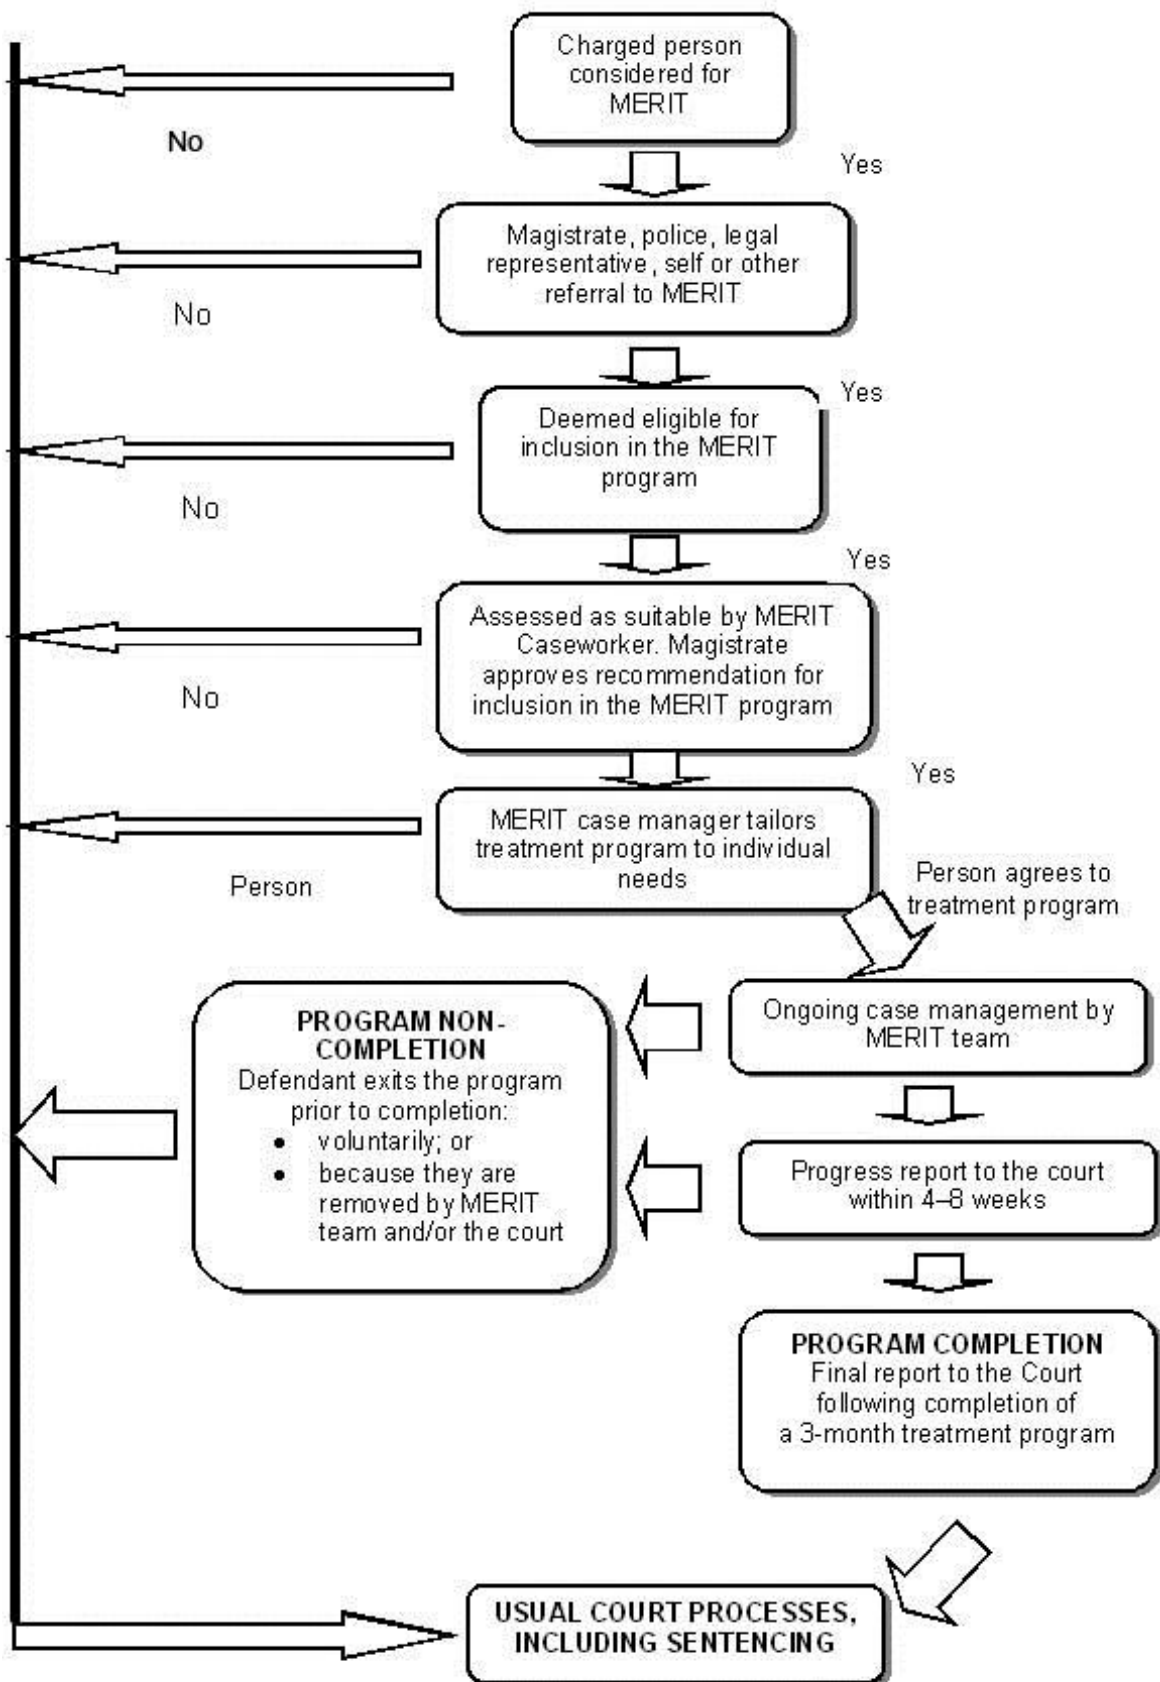 Charged person
considered for
MERIT
No
Yes
Magistrate, police, legal
representative, self or other
referral to MERIT
No
Yes
Deemed eligible for
inclusion in the MERIT
program
No
Yes
Assessed as suitable by MERIT
Caseworker. Magistrate
approves recommendation for
inclusion in the MERIT program
No
Yes
MERIT case manager tailors
treatment program to individual
needs
Person
Person agrees to
treatment program
Ongoing case management by
MERIT team
PROGRAM NON-
COMPLETION
Defendant exits the program
prior to completion:
• voluntarily; or
• because they are
removed by MERIT
team and/or the court
Progress report to the court
within 4–8 weeks
PROGRAM COMPLETION
Final report to the Court
following completion of
a 3-month treatment program
USUAL COURT PROCESSES,
INCLUDING SENTENCING